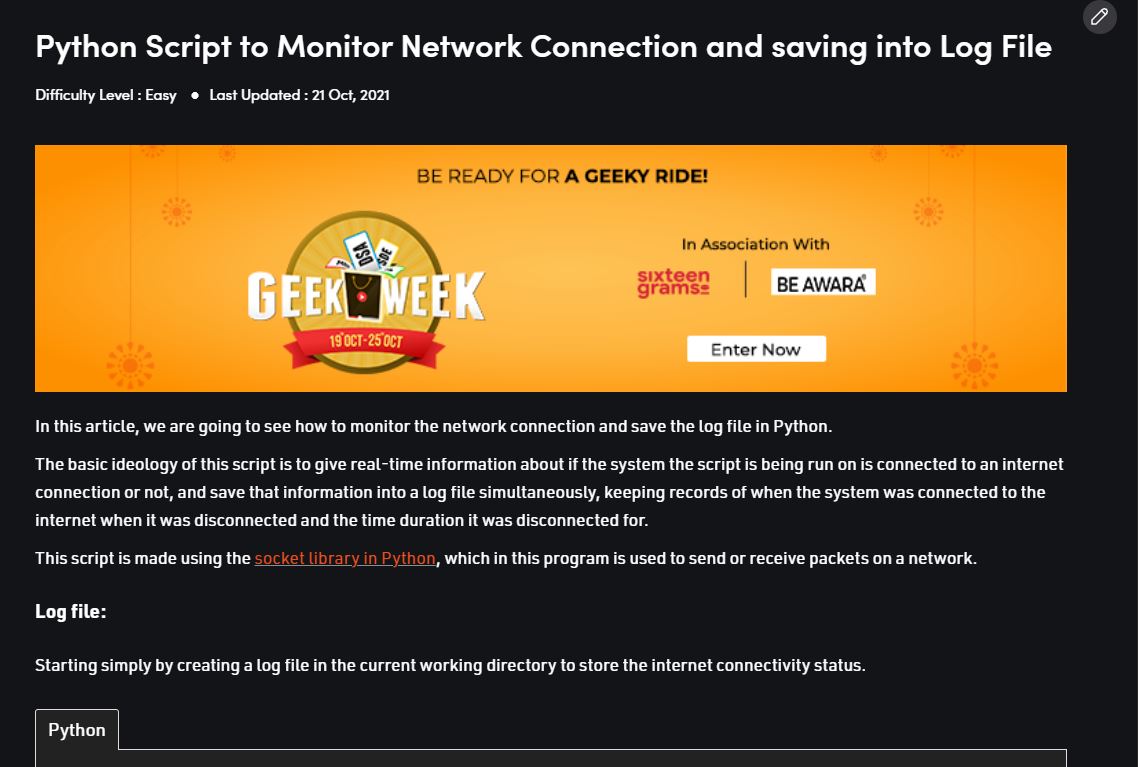 Python Script to Monitor Network Connection and saving into Log File
Difficulty Level : Easy ● Last Updated : 21 Oct, 2021
BE READY FOR A GEEKY RIDE!
DSA
SDE
GEEK WEEK
19 OCT-25 OCT
In Association With
sixteen
grams
BE AWARA
Enter Now
In this article, we are going to see how to monitor the network connection and save the log file in Python.
The basic ideology of this script is to give real-time information about if the system the script is being run on is connected to an internet
connection or not, and save that information into a log file simultaneously, keeping records of when the system was connected to the
internet when it was disconnected and the time duration it was disconnected for.
This script is made using the socket library in Python, which in this program is used to send or receive packets on a network.
Log file:
Starting simply by creating a log file in the current working directory to store the internet connectivity status.
Python